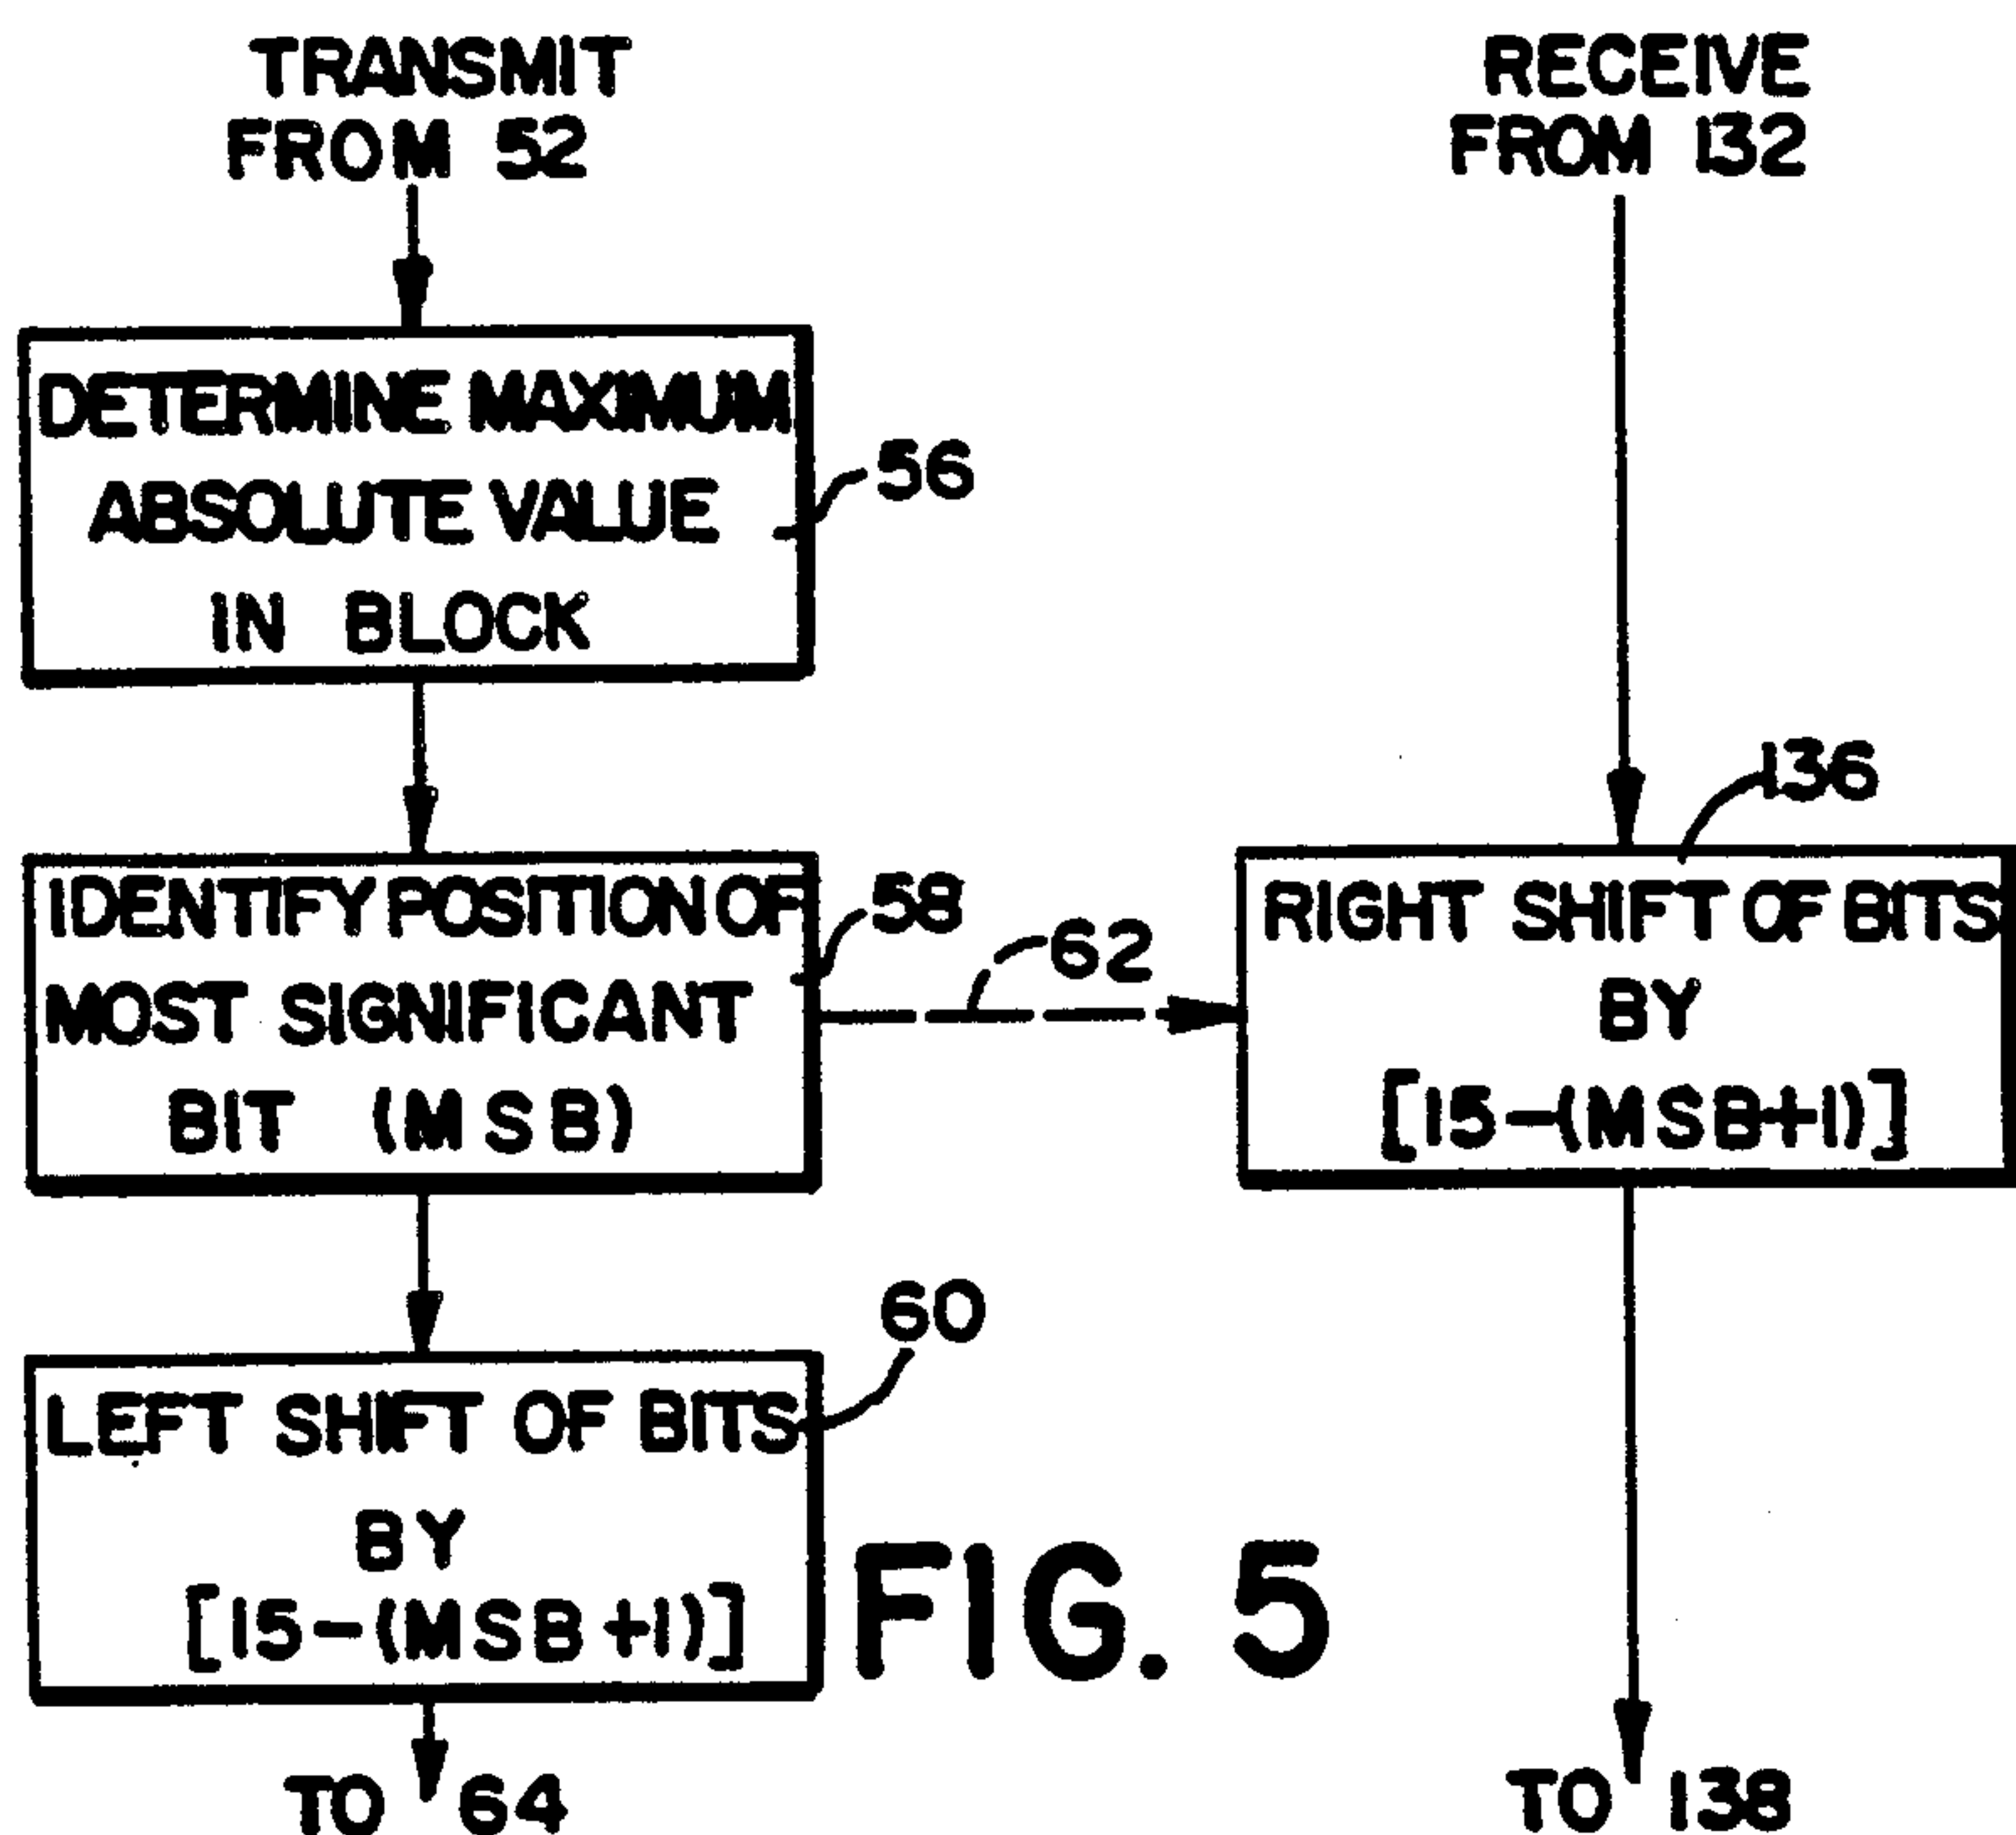 TRANSMIT
FROM 52
DETERMINE MAXIMUM
ABSOLUTE VALUE
IN BLOCK
56
IDENTIFY POSITION OF
MOST SIGNIFICANT
BIT (MSB)
58
62
LEFT SHIFT OF BITS
BY
[15-(MSB+1)]
60
TO 64
RECEIVE
FROM 132
136
RIGHT SHIFT OF BITS
BY
[15-(MSB+1)]
TO 138
FIG. 5